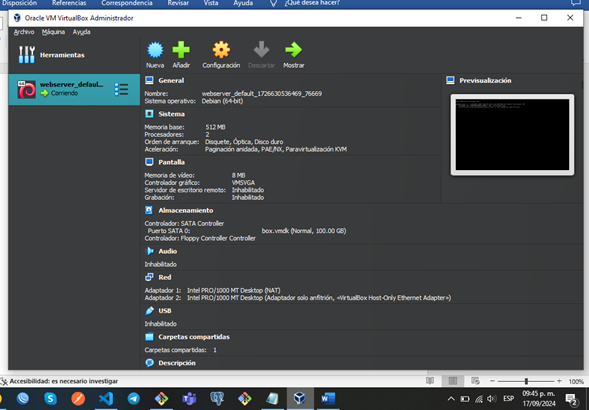 Disposición Referencias Correspondencia Revisar Vista Ayuda ¿Qué desea hacer?
Oracle VM VirtualBox Administrador
Archivo Máquina Ayuda
Herramientas
Nueva Añadir Configuración Descartar Mostrar
webserver_defaul...
Corriendo
General
Nombre: webserver_default_1726630536469_76669
Sistema operativo: Debian (64-bit)
Previsualización
Sistema
Memoria base: 512 MB
Procesadores: 2
Orden de arranque: Disquete, Óptica, Disco duro
Aceleración: Paginación anidada, PAE/NX, Paravirtualización KVM
Pantalla
Memoria de vídeo: 8 MB
Controlador gráfico: VMSVGA
Servidor de escritorio remoto: Inhabilitado
Grabación: Inhabilitado
Almacenamiento
Controlador: SATA Controller
Puerto SATA 0: box.vmdk (Normal, 100.00 GB)
Controlador: Floppy Controller Controller
Audio
Inhabilitado
Red
Adaptador 1: Intel PRO/1000 MT Desktop (NAT)
Adaptador 2: Intel PRO/1000 MT Desktop (Adaptador solo anfitrión, «VirtualBox Host-Only Ethernet Adapter»)
USB
Inhabilitado
Carpetas compartidas
Carpetas compartidas: 1
Descripción
Accesibilidad: es necesario investigar
100%
ESP
09:45 p. m.
17/09/2024
2